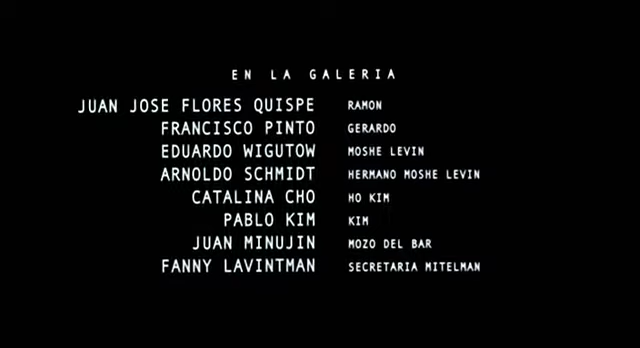 EN LA GALERIA
JUAN JOSE FLORES QUISPE RAMON
FRANCISCO PINTO GERARDO
EDUARDO WIGUTOW MOSHE LEVIN
ARNOLDO SCHMIDT HERMANO MOSHE LEVIN
CATALINA CHO HO KIM
PABLO KIM KIM
JUAN MINUJIN MOZO DEL BAR
FANNY LAVINTMAN SECRETARIA MITELMAN